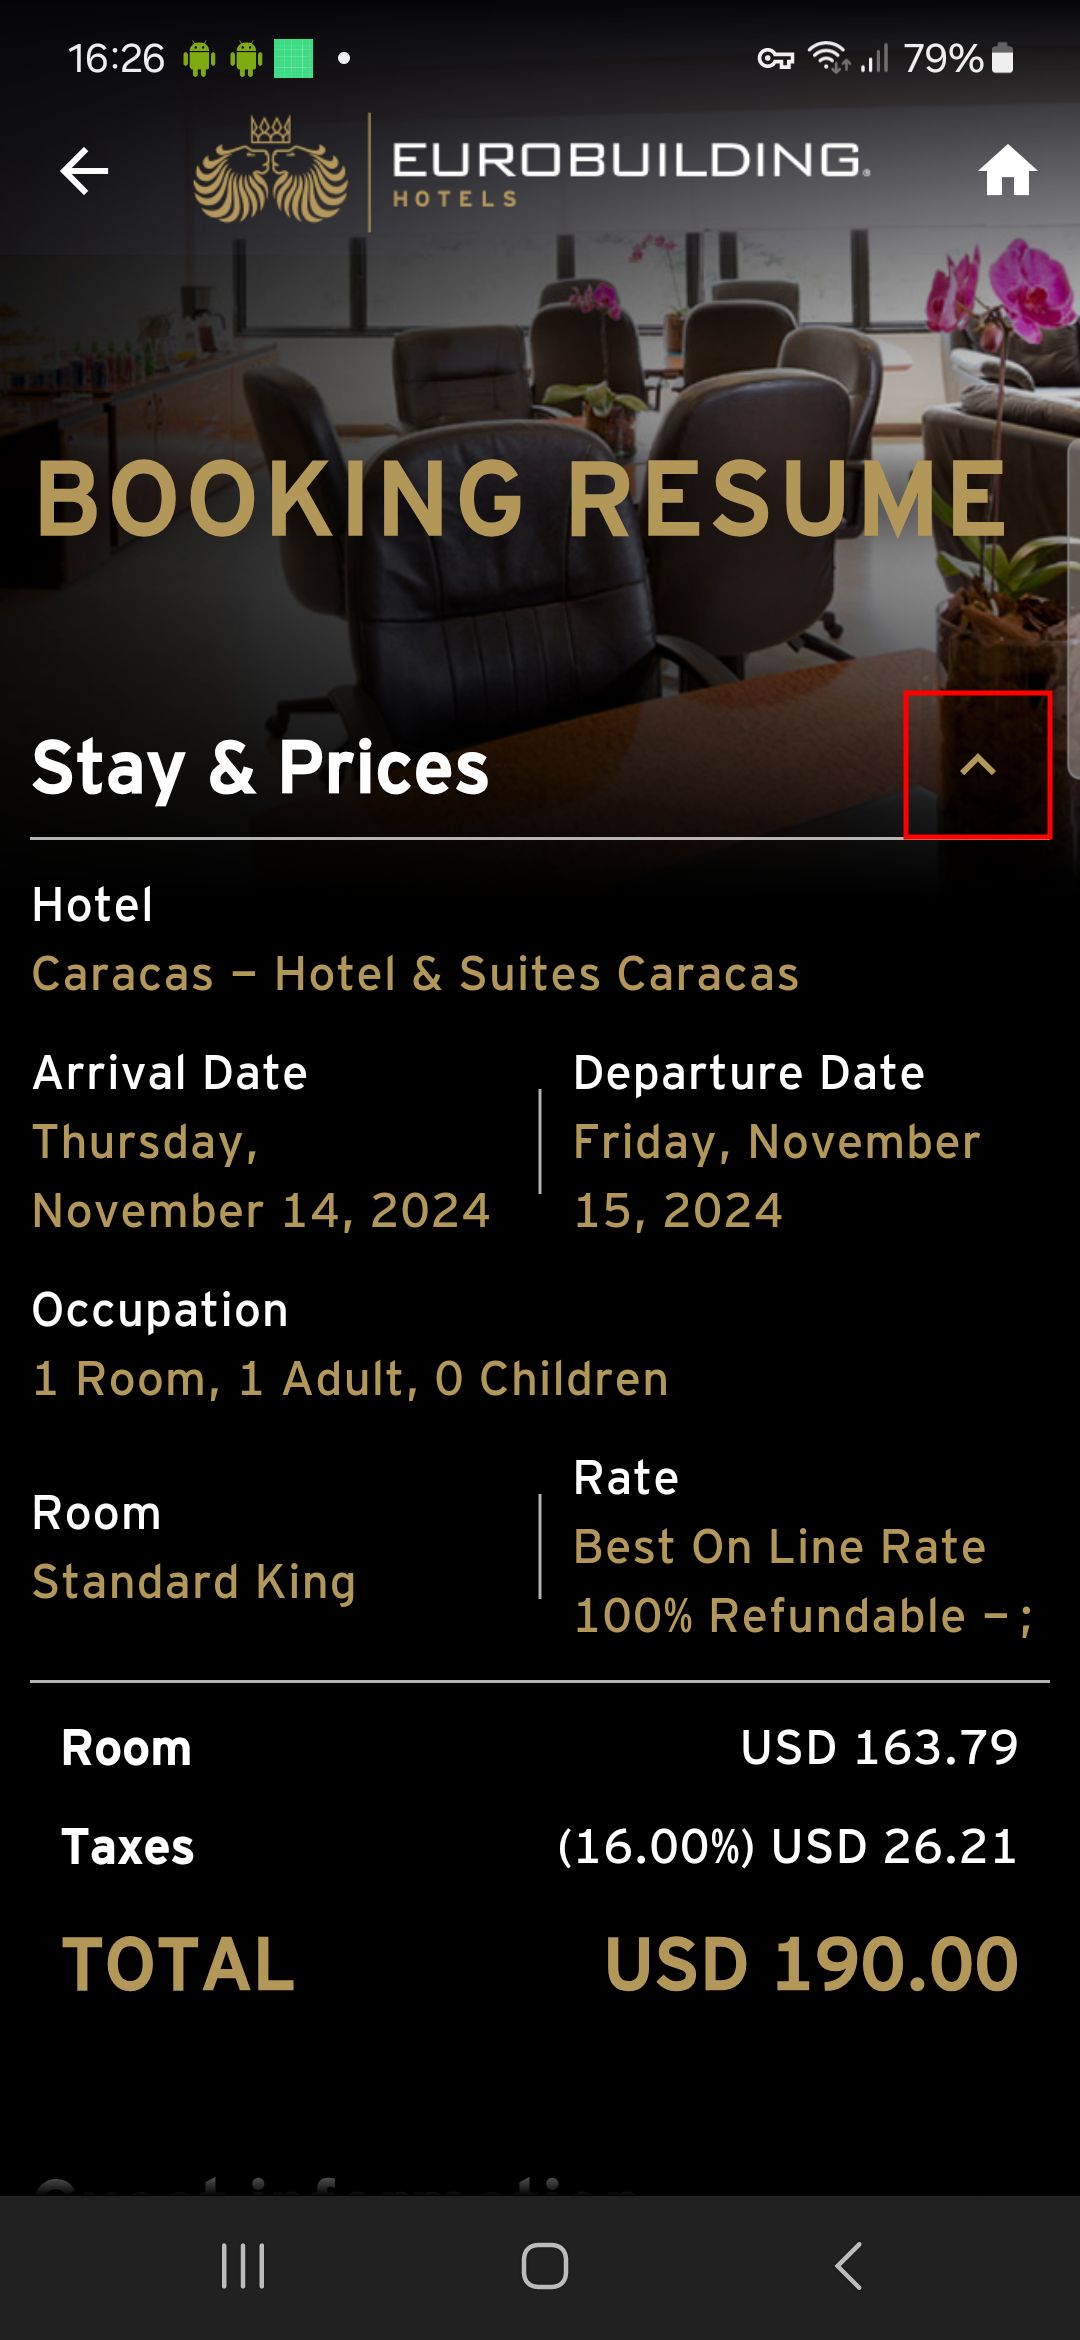 16:26
79%
EUROBUILDING®
HOTELS
BOOKING RESUME
Stay & Prices
Hotel
Caracas – Hotel & Suites Caracas
Arrival Date
Thursday,
November 14, 2024
Departure Date
Friday, November
15, 2024
Occupation
1 Room, 1 Adult, 0 Children
Room
Standard King
Rate
Best On Line Rate
100% Refundable – ;
Room USD 163.79
Taxes (16.00%) USD 26.21
TOTAL USD 190.00
Guest information